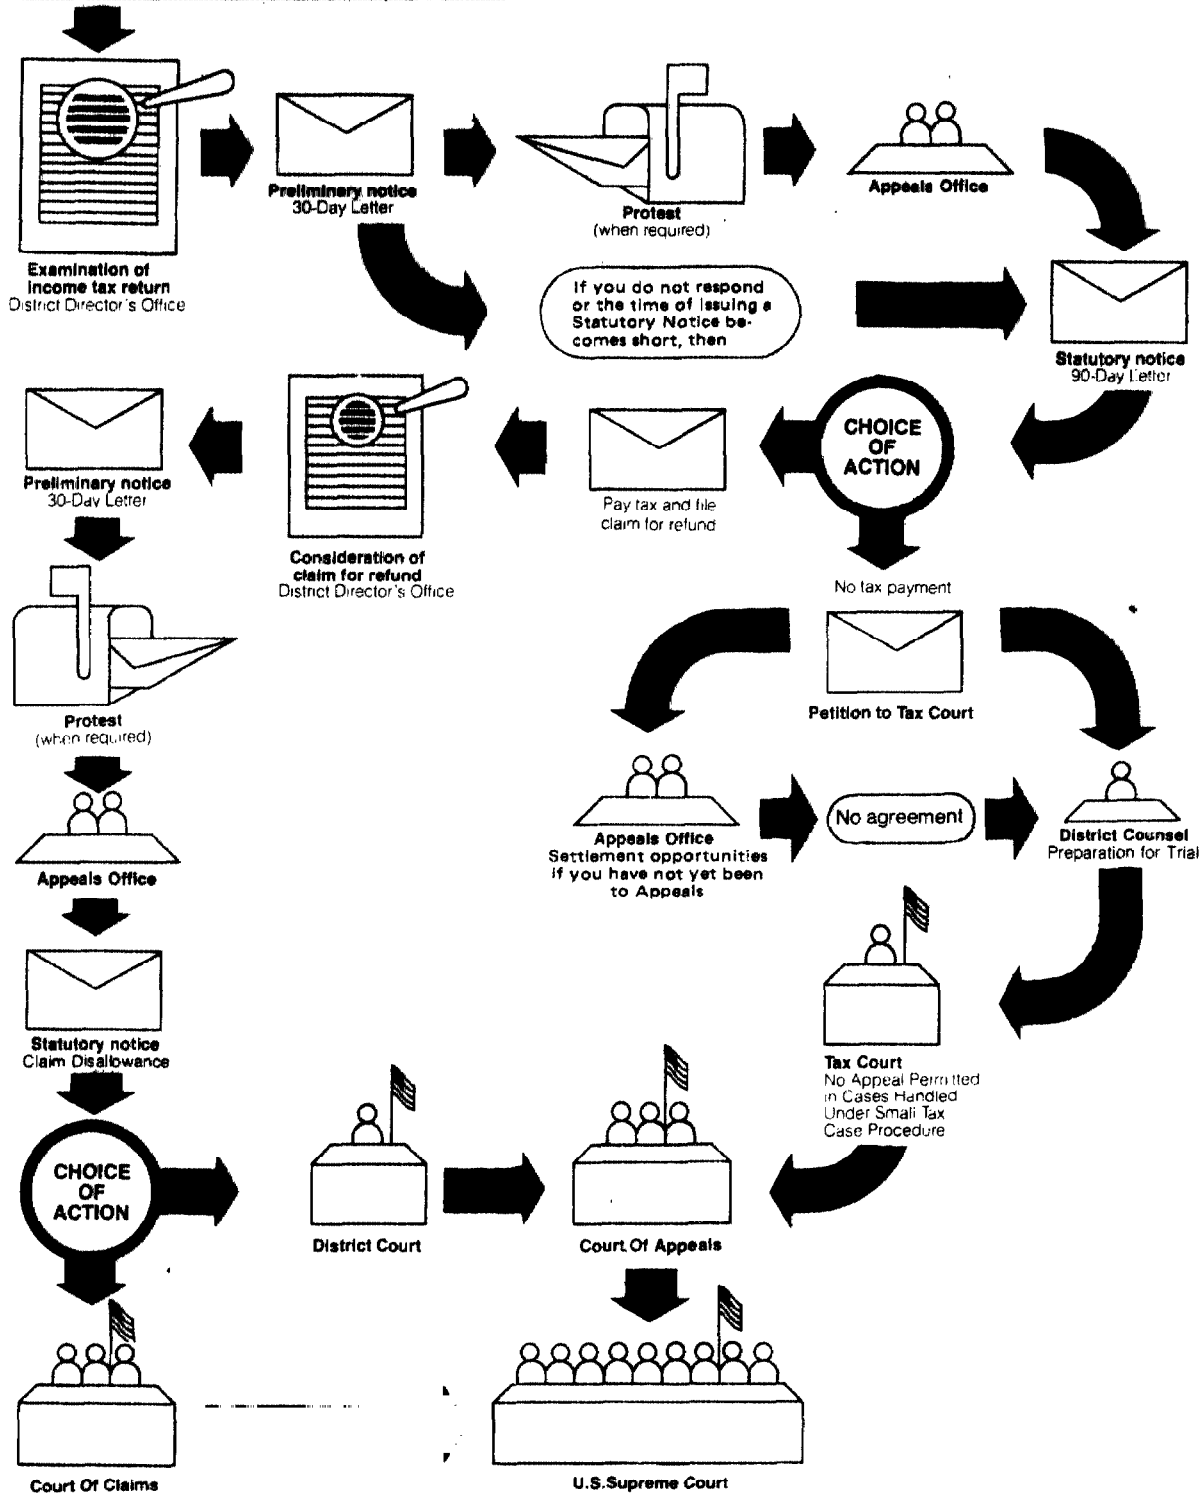 Examination of
income tax return
District Director's Office
Preliminary notice
30-Day Letter
Protest
(when required)
Appeals Office
If you do not respond
or the time of issuing a
Statutory Notice be-
comes short, then
Statutory notice
90-Day Letter
CHOICE
OF
ACTION
Pay tax and file
claim for refund
Consideration of
claim for refund
District Director's Office
Preliminary notice
30-Day Letter
Protest
(when required)
Appeals Office
Statutory notice
Claim Disallowance
No tax payment
Petition to Tax Court
Appeals Office
Settlement opportunities
if you have not yet been
to Appeals
No agreement
District Counsel
Preparation for Trial
Tax Court
No Appeal Permitted
in Cases Handled
Under Small Tax
Case Procedure
CHOICE
OF
ACTION
District Court
Court Of Appeals
Court Of Claims
U.S.Supreme Court